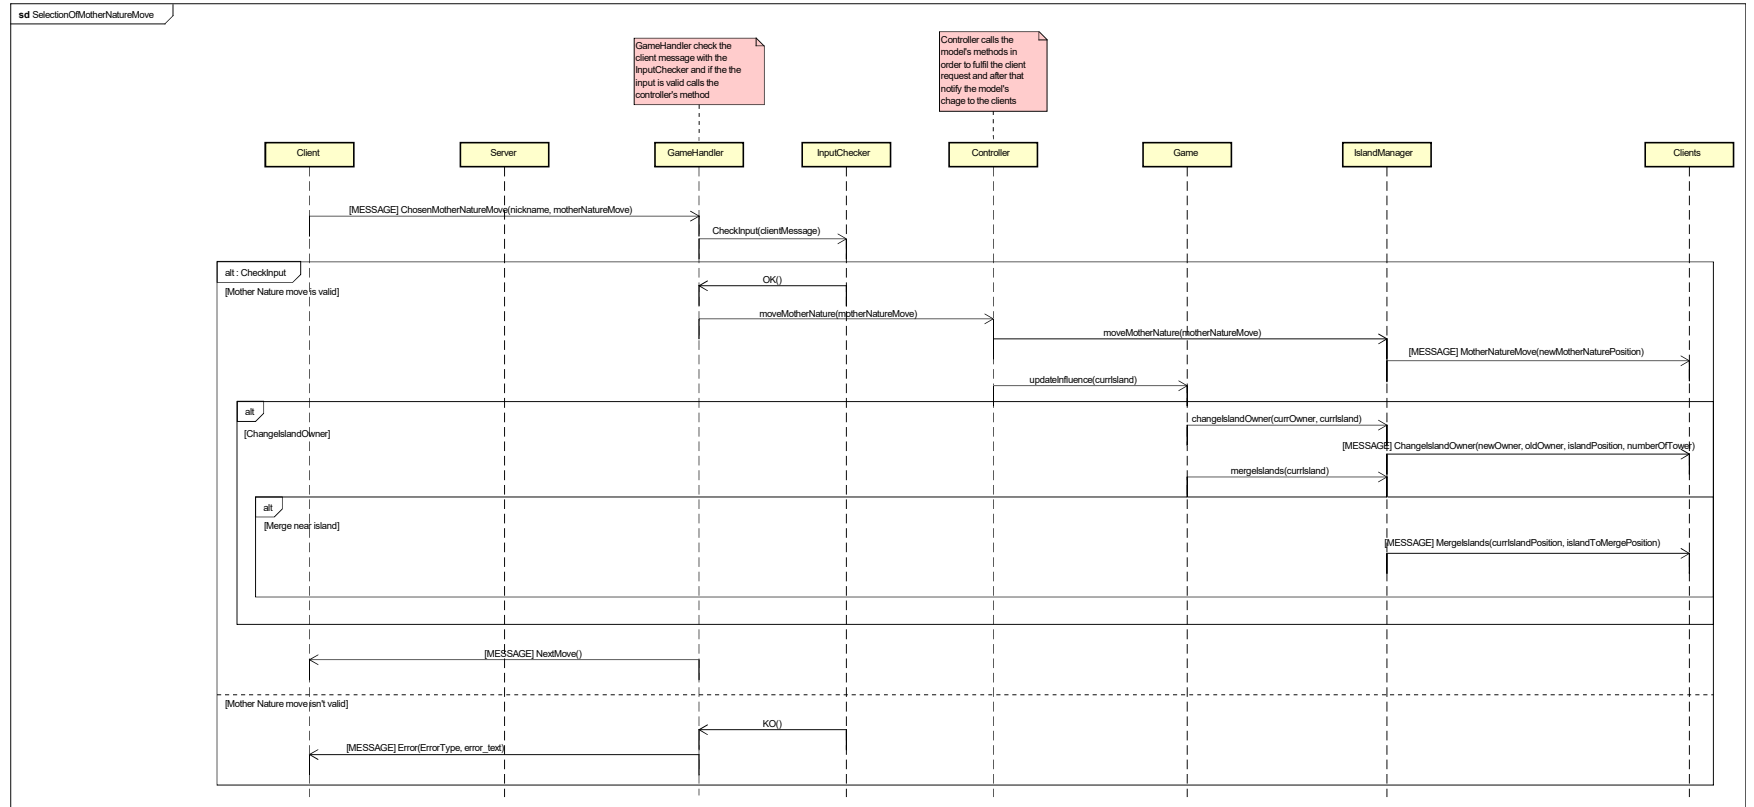 sd SelectionOfMotherNatureMove
GameHandler check the
client message with the
InputChecker and if the the
input is valid calls the
controller's method
Controller calls the
model's methods in
order to fulfil the client
request and after that
notify the model's
chage to the clients
Client
Server
GameHandler
InputChecker
Controller
Game
IslandManager
Clients
[MESSAGE] ChosenMotherNatureMove(nickname, motherNatureMove)
CheckInput(clientMessage)
alt : CheckInput
OK()
[Mother Nature move is valid]
moveMotherNature(motherNatureMove)
moveMotherNature(motherNatureMove)
[MESSAGE] MotherNatureMove(newMotherNaturePosition)
updateInfluence(currIsland)
alt
changeIslandOwner(currOwner, currIsland)
[ChangeIslandOwner]
[MESSAGE] ChangeIslandOwner(newOwner, oldOwner, islandPosition, numberOfTower)
mergeIslands(currIsland)
alt
[Merge near island]
[MESSAGE] MergeIslands(currIslandPosition, islandToMergePosition)
[MESSAGE] NextMove()
[Mother Nature move isn't valid]
KO()
[MESSAGE] Error(ErrorType, error_text)